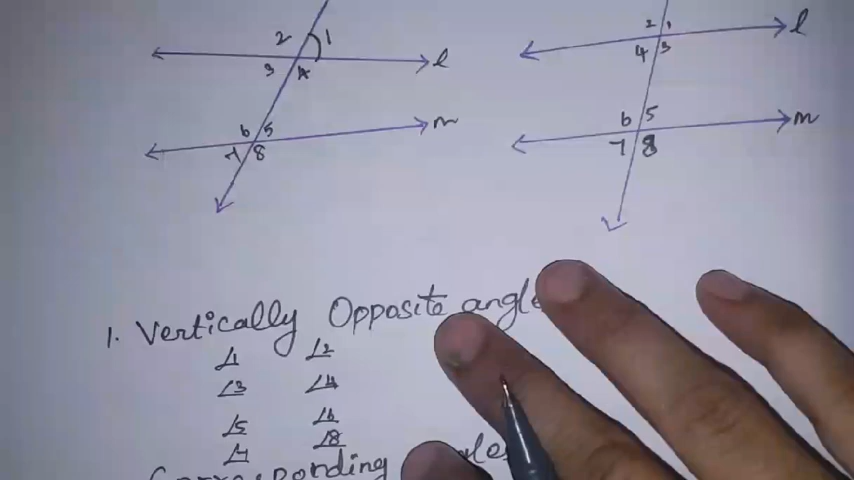 2 1 2 1
l l
3 4 4 3
6 5 m 6 5 m
7 8 7 8
1. Vertically Opposite angle
∠1 ∠2
∠3 ∠4
∠5 ∠6
∠7 ∠8
Corresponding